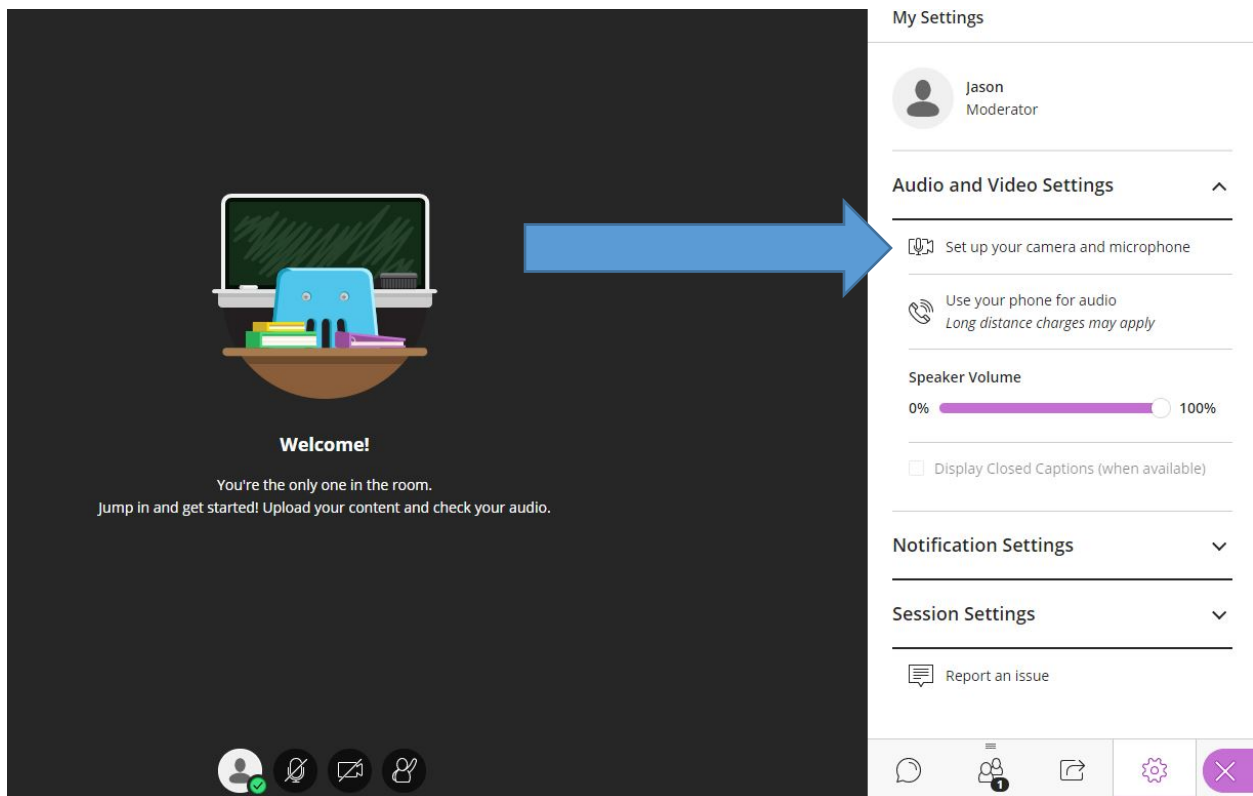 My Settings
Jason
Moderator
Audio and Video Settings
Set up your camera and microphone
Use your phone for audio
Long distance charges may apply
Speaker Volume
0% 100%
Display Closed Captions (when available)
Notification Settings
Session Settings
Report an issue
Welcome!
You're the only one in the room.
Jump in and get started! Upload your content and check your audio.
1